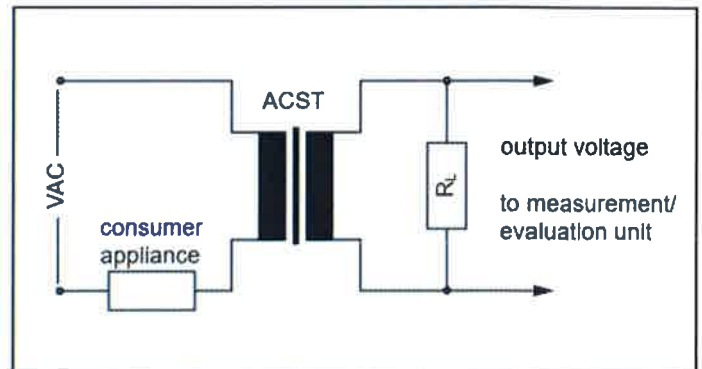 ACST
VAC
consumer
appliance
RL
output voltage
to measurement/
evaluation unit